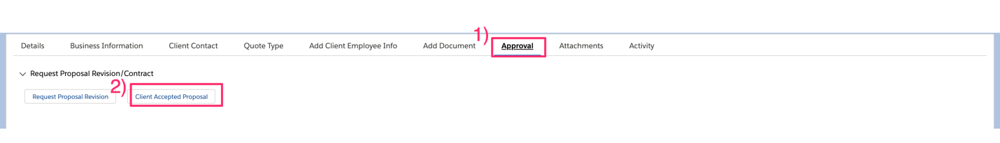 1)
Details Business Information Client Contact Quote Type Add Client Employee Info Add Document Approval Attachments Activity
Request Proposal Revision/Contract
2)
Request Proposal Revision Client Accepted Proposal